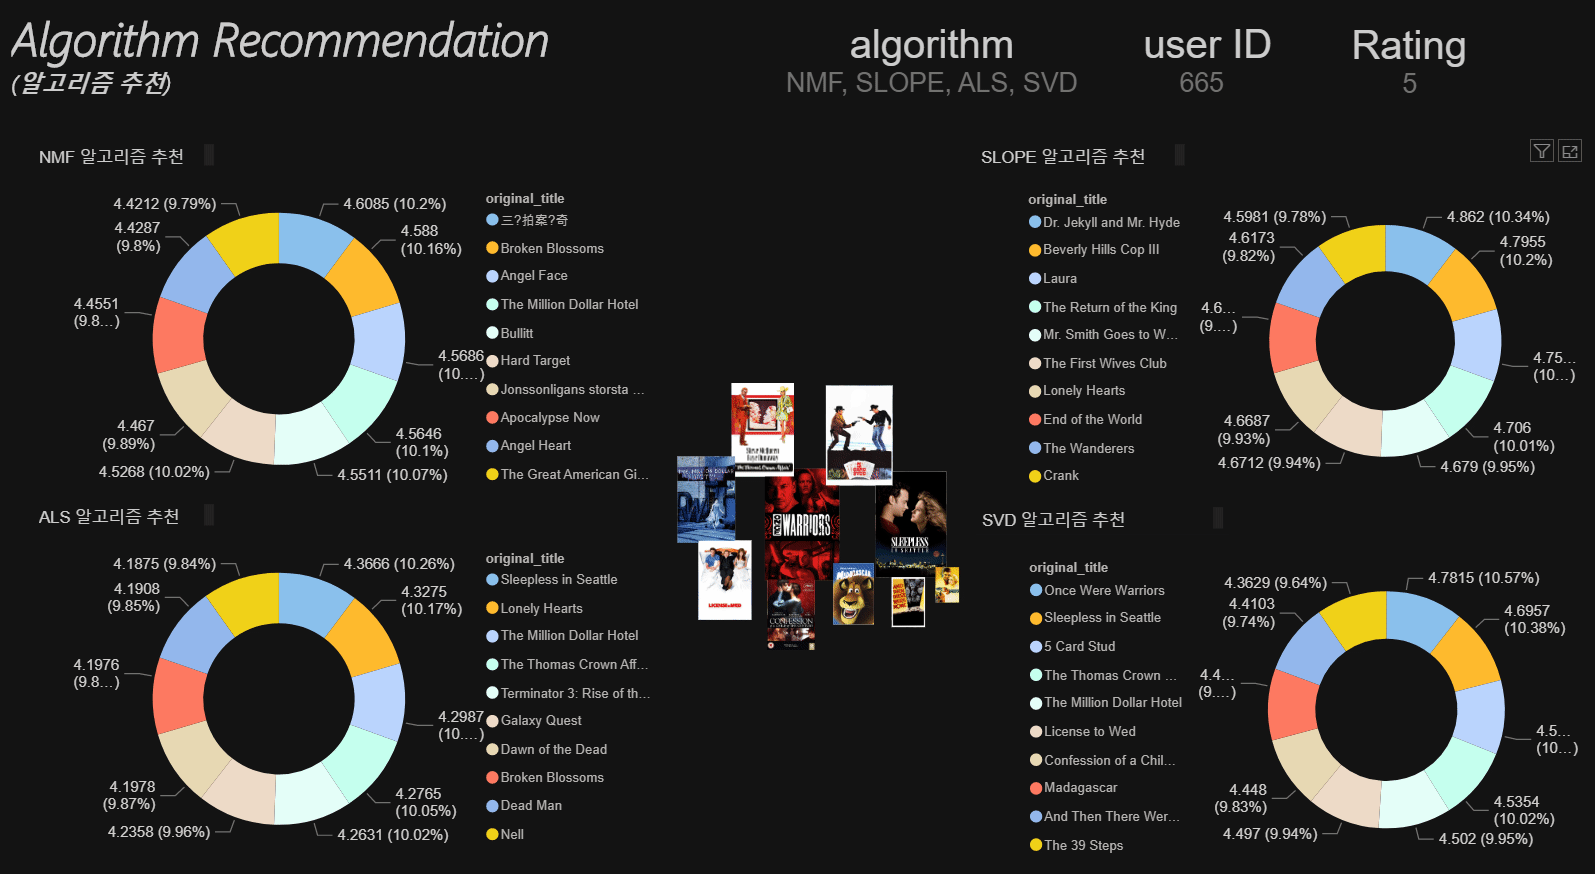 Algorithm Recommendation
(알고리즘 추천)
algorithm
NMF, SLOPE, ALS, SVD
user ID
665
Rating
5
NMF 알고리즘 추천
4.4212 (9.79%)
4.6085 (10.2%)
4.4287
(9.8%)
4.588
(10.16%)
4.4551
(9.8...)
4.5686
(10....)
4.467
(9.89%)
4.5646
(10.1%)
4.5268 (10.02%)
4.5511 (10.07%)
original_title
三?拍案?奇
Broken Blossoms
Angel Face
The Million Dollar Hotel
Bullitt
Hard Target
Jonssonligans storsta ...
Apocalypse Now
Angel Heart
The Great American Gi...
SLOPE 알고리즘 추천
original_title
Dr. Jekyll and Mr. Hyde
Beverly Hills Cop III
Laura
The Return of the King
Mr. Smith Goes to W...
The First Wives Club
Lonely Hearts
End of the World
The Wanderers
Crank
4.5981 (9.78%)
4.862 (10.34%)
4.6173
(9.82%)
4.7955
(10.2%)
4.6...
(9....)
4.75...
(10...)
4.6687
(9.93%)
4.706
(10.01%)
4.6712 (9.94%)
4.679 (9.95%)
ALS 알고리즘 추천
4.1875 (9.84%)
4.3666 (10.26%)
4.1908
(9.85%)
4.3275
(10.17%)
4.1976
(9.8...)
4.2987
(10....)
4.1978
(9.87%)
4.2765
(10.05%)
4.2358 (9.96%)
4.2631 (10.02%)
original_title
Sleepless in Seattle
Lonely Hearts
The Million Dollar Hotel
The Thomas Crown Aff...
Terminator 3: Rise of th...
Galaxy Quest
Dawn of the Dead
Broken Blossoms
Dead Man
Nell
WARRIORS
SLEEPLESS
IN SEATTLE
LICENSE to WED
CONFESSION
SVD 알고리즘 추천
original_title
Once Were Warriors
Sleepless in Seattle
5 Card Stud
The Thomas Crown ...
The Million Dollar Hotel
License to Wed
Confession of a Chil...
Madagascar
And Then There Wer...
The 39 Steps
4.3629 (9.64%)
4.7815 (10.57%)
4.4103
(9.74%)
4.6957
(10.38%)
4.4...
(9....)
4.5...
(10...)
4.448
(9.83%)
4.5354
(10.02%)
4.497 (9.94%)
4.502 (9.95%)